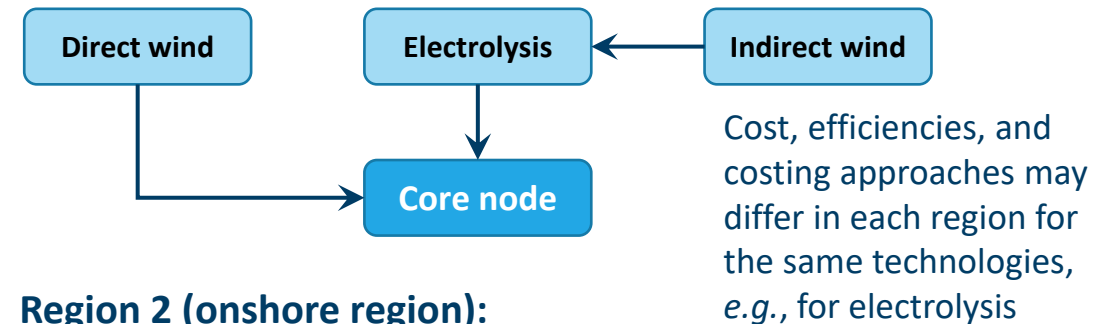 Direct wind
Electrolysis
Indirect wind
Core node
Cost, efficiencies, and
costing approaches may
differ in each region for
the same technologies,
e.g., for electrolysis
Region 2 (onshore region):